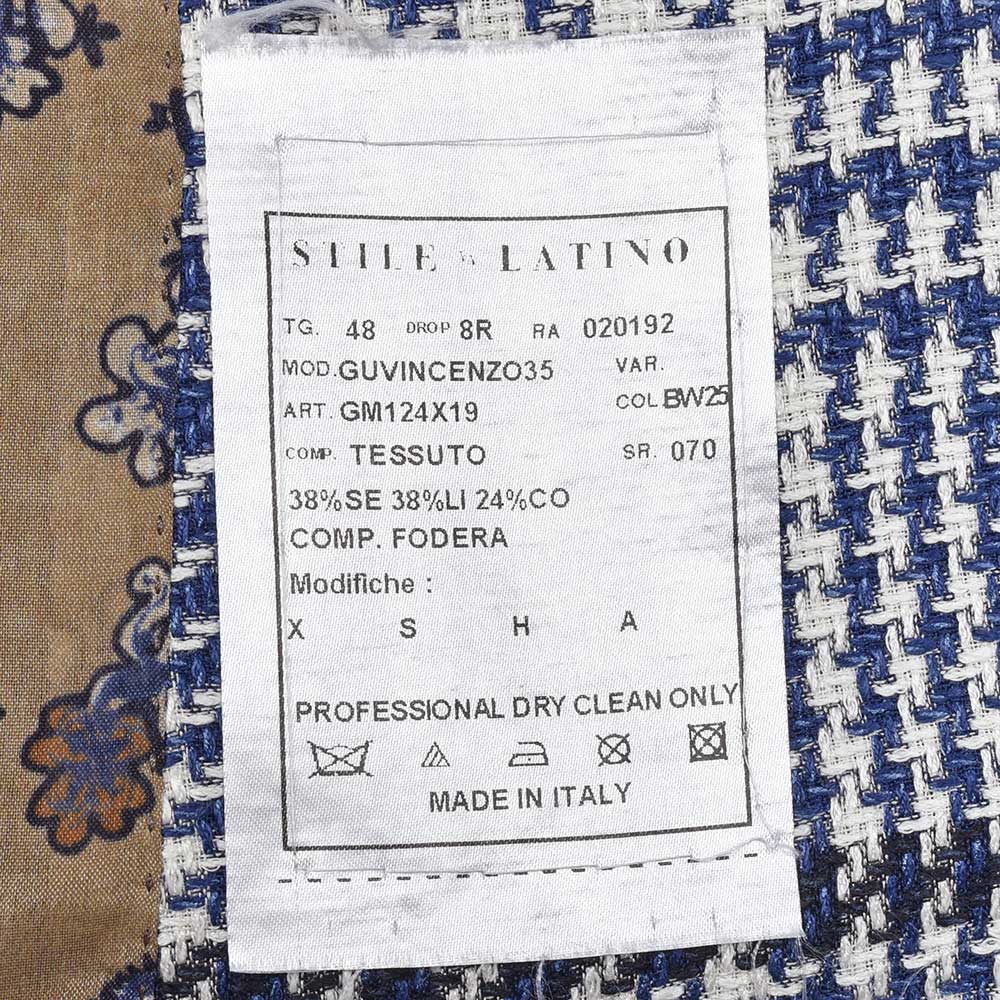 STILE LATINO
TG. 48 DROP 8R RA 020192
MOD.GUVINCENZO35 VAR.
ART. GM124X19 COL BW25
COMP. TESSUTO SR. 070
38%SE 38%LI 24%CO
COMP. FODERA
Modifiche :
X S H A
PROFESSIONAL DRY CLEAN ONLY
MADE IN ITALY